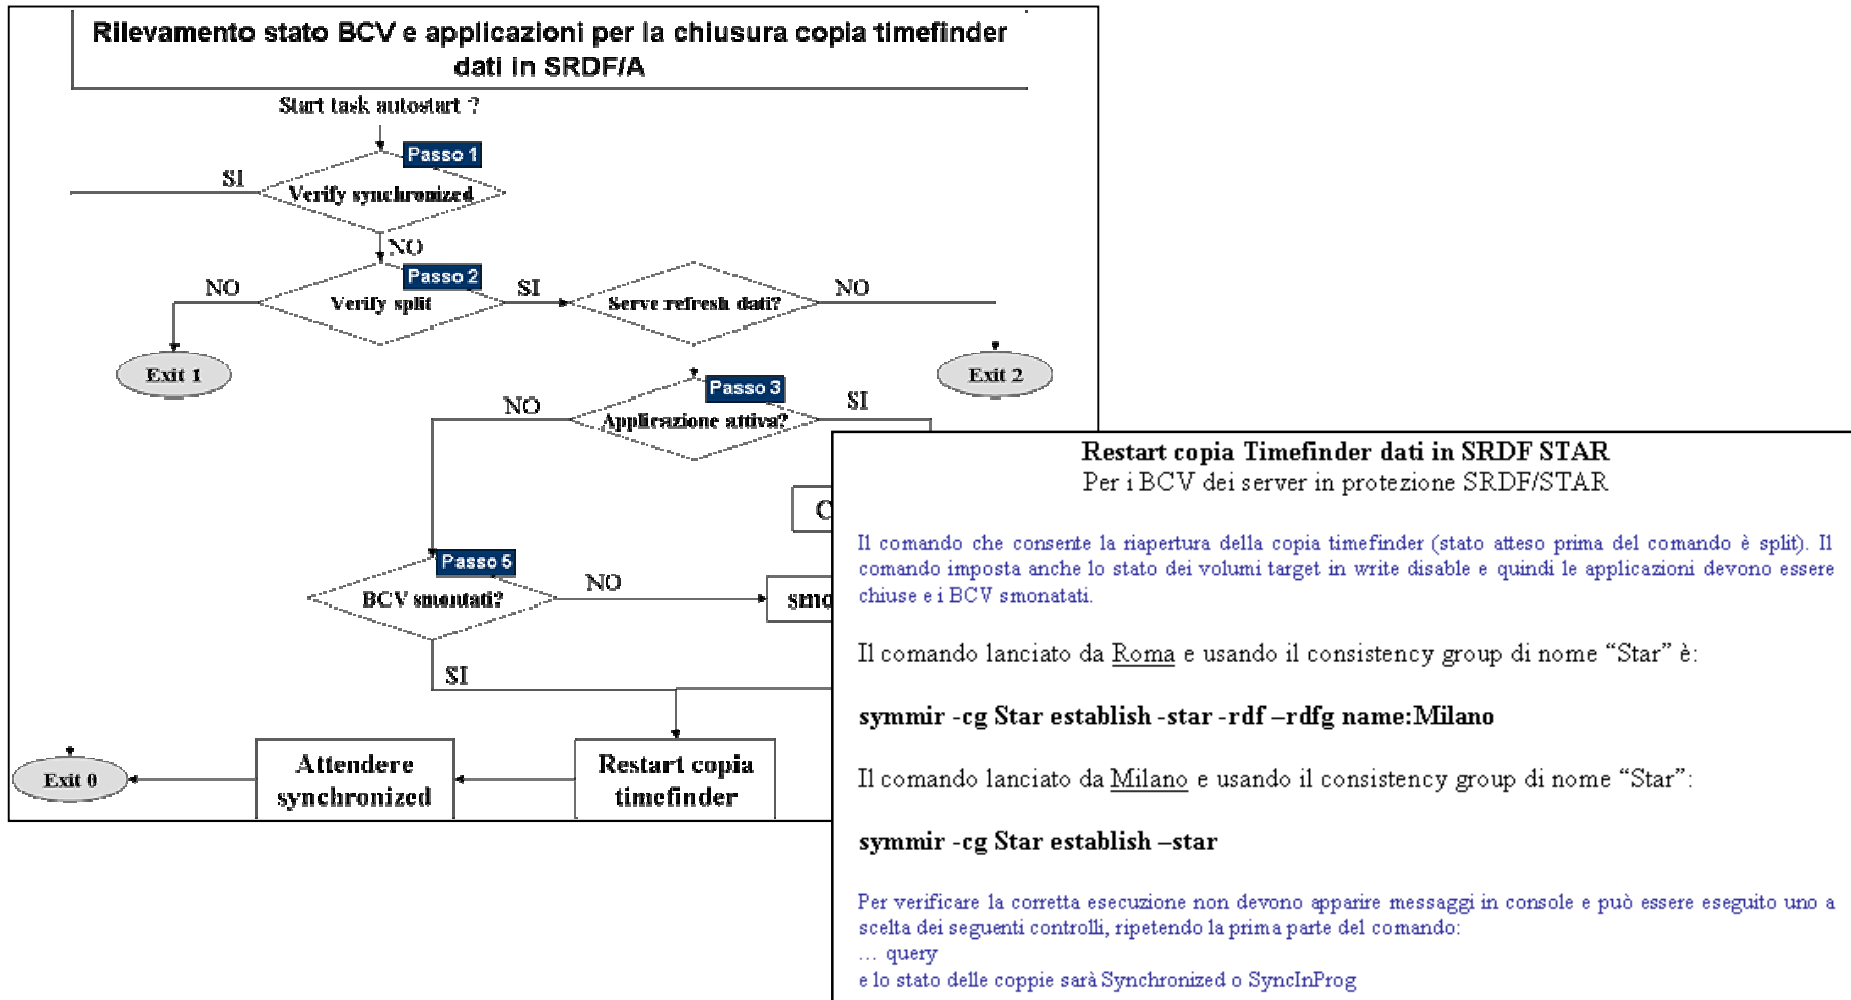 Rilevamento stato BCV e applicazioni per la chiusura copia timefinder
dati in SRDF/A
Start task autostart ?
Passo 1
SI
Verify synchronized
NO
Passo 2
NO
Verify split
SI
Serve refresh dati?
NO
Exit 1
Exit 2
Passo 3
NO
Applicazione attiva?
SI
C
Passo 5
BCV smontati?
NO
smo
SI
Exit 0
Attendere
synchronized
Restart copia
timefinder
Restart copia Timefinder dati in SRDF STAR
Per i BCV dei server in protezione SRDF/STAR
Il comando che consente la riapertura della copia timefinder (stato atteso prima del comando è split). Il
comando imposta anche lo stato dei volumi target in write disable e quindi le applicazioni devono essere
chiuse e i BCV smonatati.
Il comando lanciato da Roma e usando il consistency group di nome “Star” è:
symmir -cg Star establish -star -rdf –rdfg name:Milano
Il comando lanciato da Milano e usando il consistency group di nome “Star”:
symmir -cg Star establish –star
Per verificare la corretta esecuzione non devono apparire messaggi in console e può essere eseguito uno a
scelta dei seguenti controlli, ripetendo la prima parte del comando:
... query
e lo stato delle coppie sarà Synchronized o SyncInProg